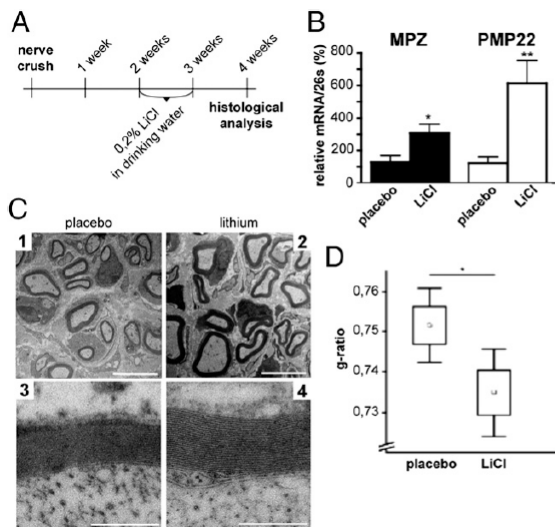 A
nerve
crush
1 week
2 weeks
3 weeks
4 weeks
0,2% LiCl
in drinking water
histological
analysis
B
MPZ
PMP22
relative mRNA/26s (%)
800
600
400
200
0
*
**
placebo
LiCl
placebo
LiCl
C
placebo
lithium
1
2
3
4
D
g-ratio
0,76
0,75
0,74
0,73
*
placebo
LiCl